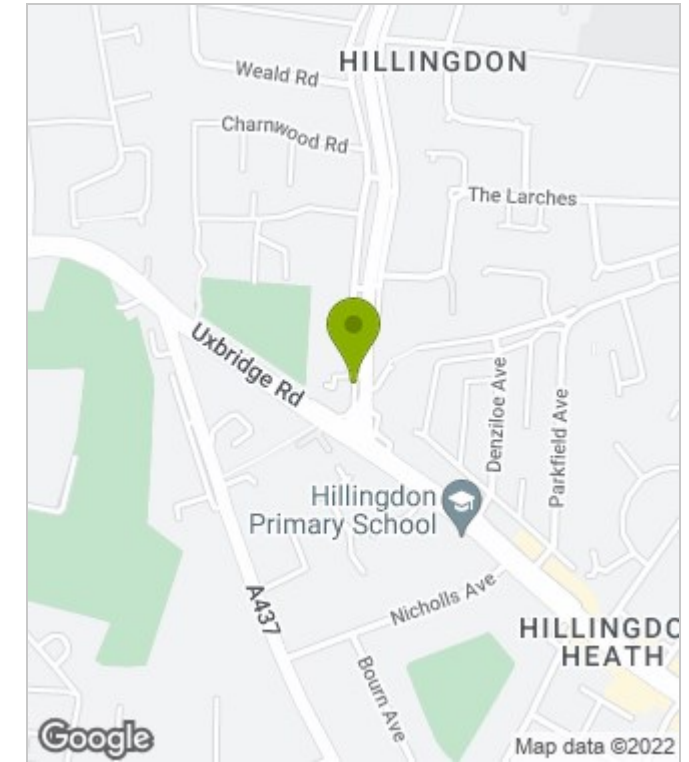 HILLINGDON
Weald Rd
Charnwood Rd
The Larches
Uxbridge Rd
Denziloe Ave
Parkfield Ave
Hillingdon
Primary School
A437
Nicholls Ave
HILLINGDO
HEATH
Bourn Ave
Google
Map data ©2022